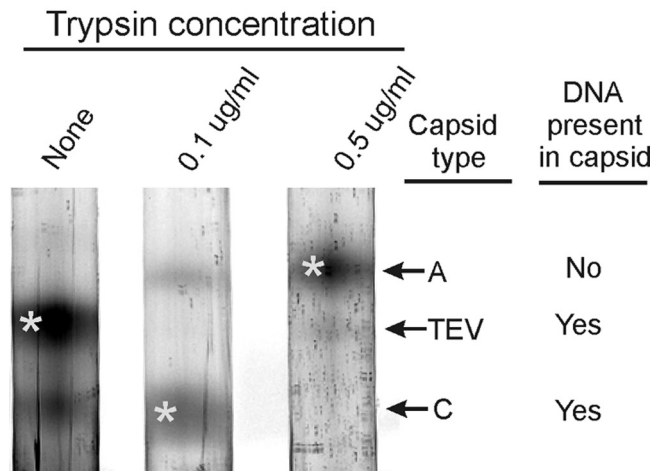 Trypsin concentration
None
0.1 ug/ml
0.5 ug/ml
Capsid
type
DNA
present
in capsid
A
No
TEV
Yes
C
Yes